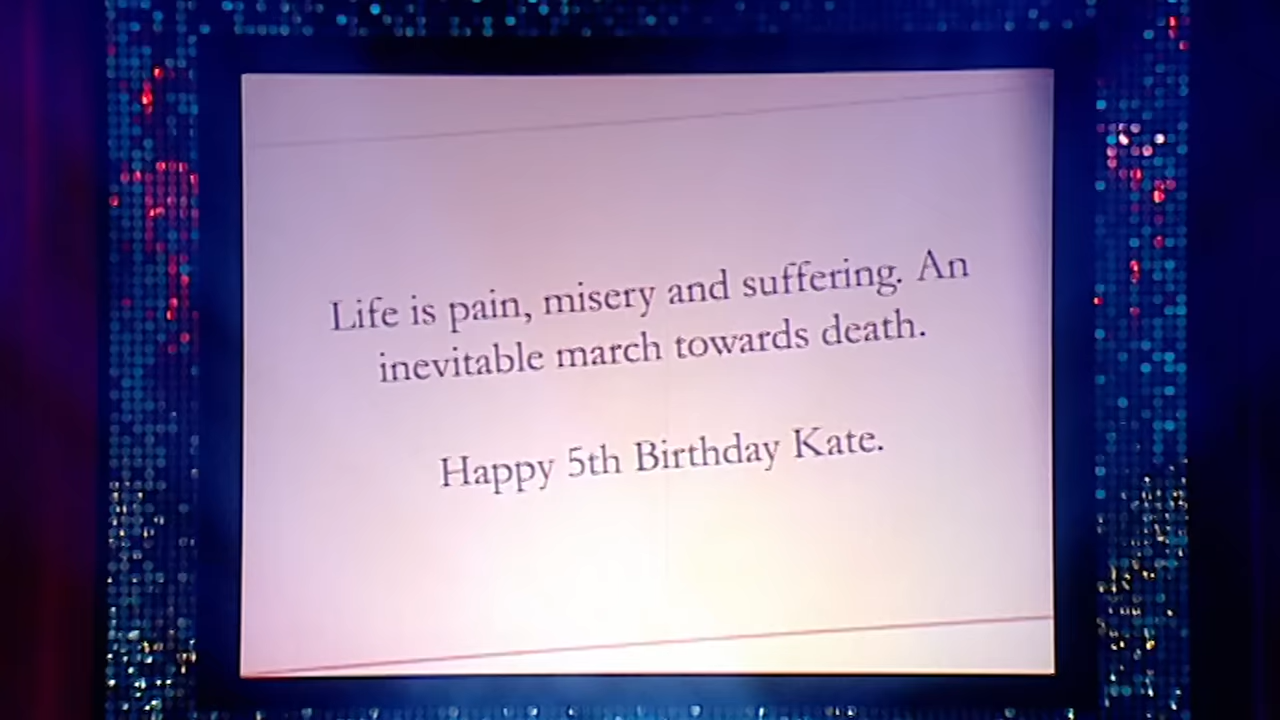 Life is pain, misery and suffering. An
inevitable march towards death.
Happy 5th Birthday Kate.